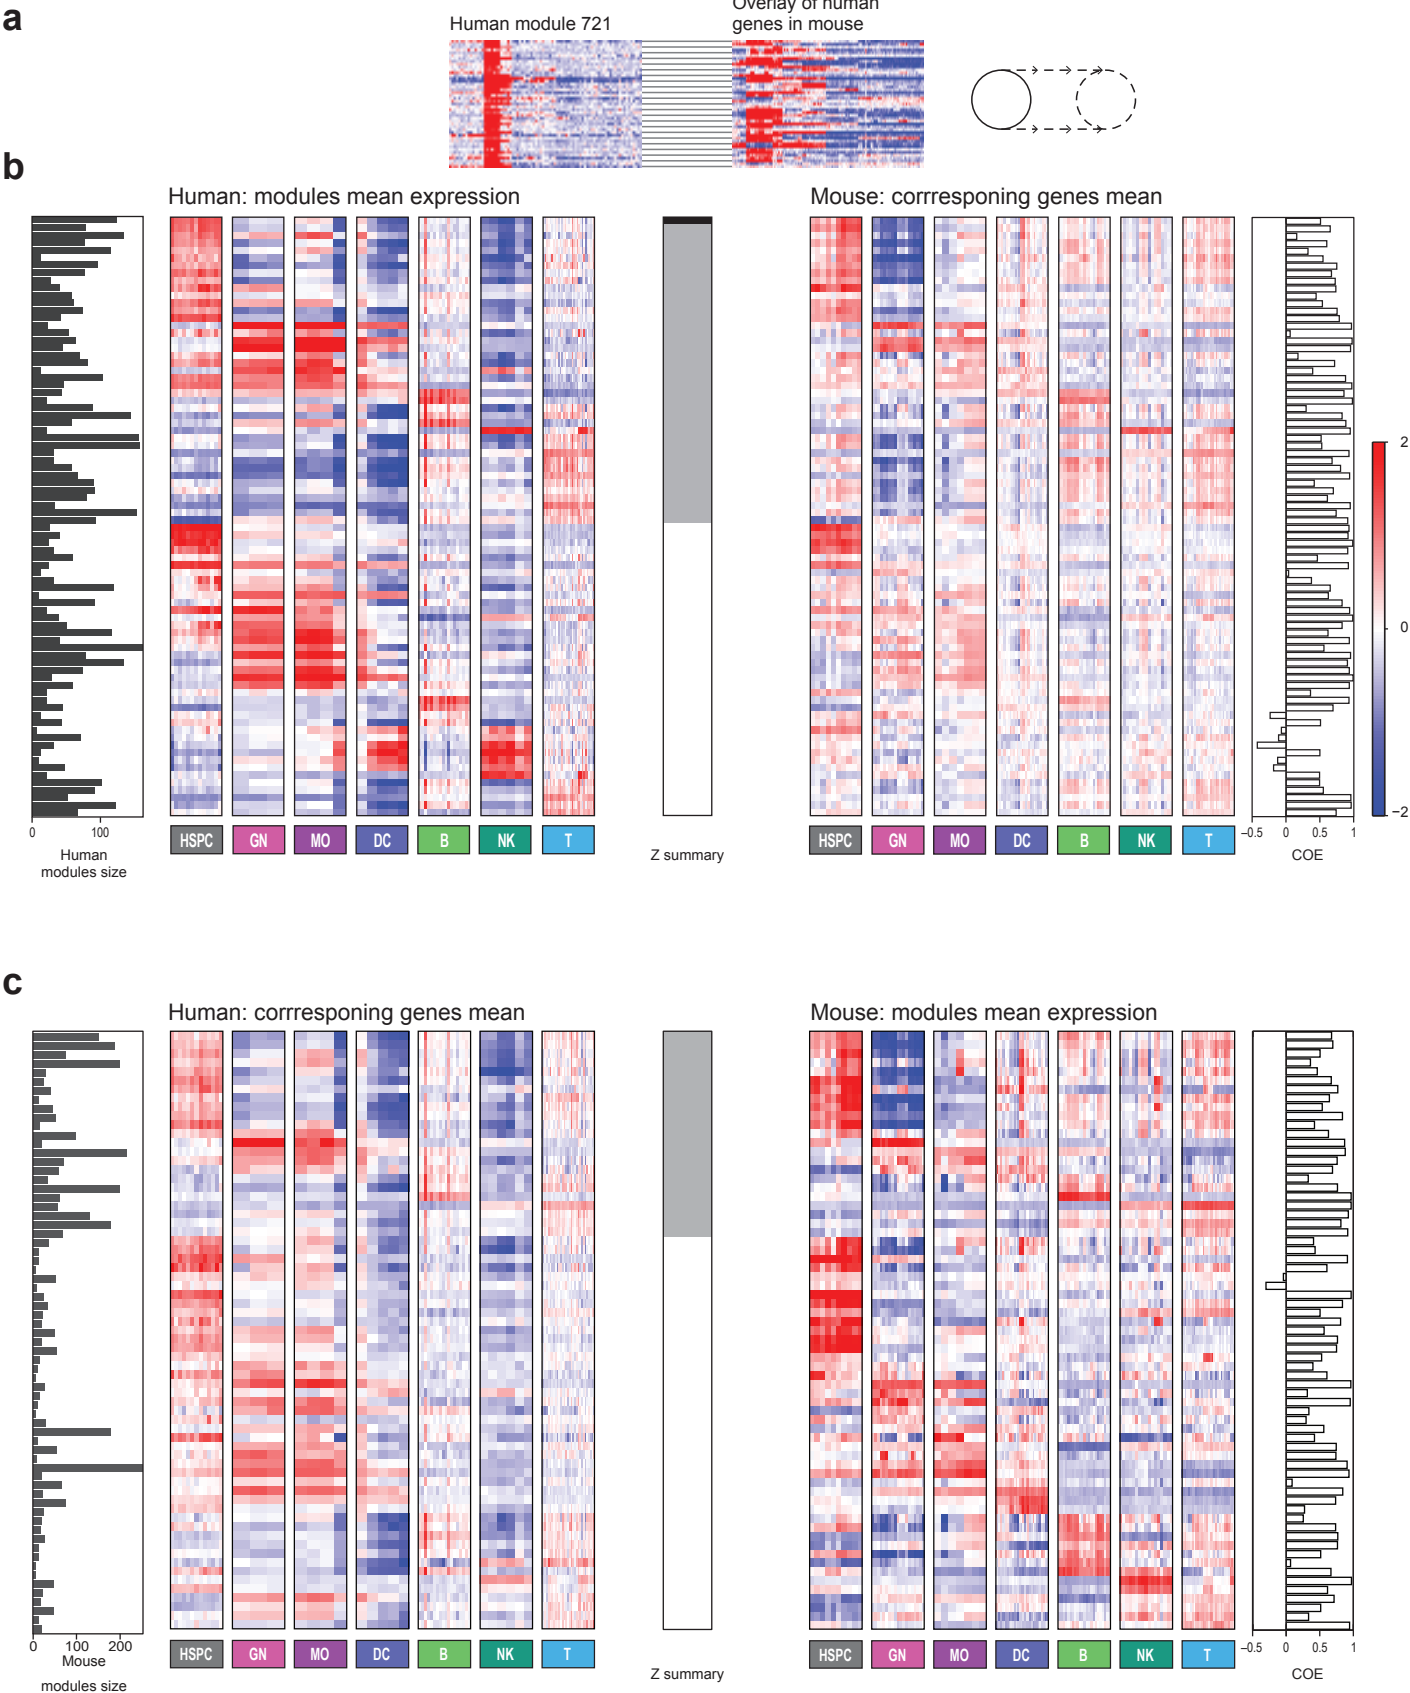 a
Human module 721
Overlay of human
genes in mouse
b
Human: modules mean expression
Mouse: corrresponing genes mean
2
0
−2
0 100
Human
modules size
HSPC GN MO DC B NK T
Z summary
HSPC GN MO DC B NK T
−0.5 0 0.5 1
COE
c
Human: corrresponing genes mean
Mouse: modules mean expression
0 100 200
Mouse
modules size
HSPC GN MO DC B NK T
Z summary
HSPC GN MO DC B NK T
−0.5 0 0.5 1
COE